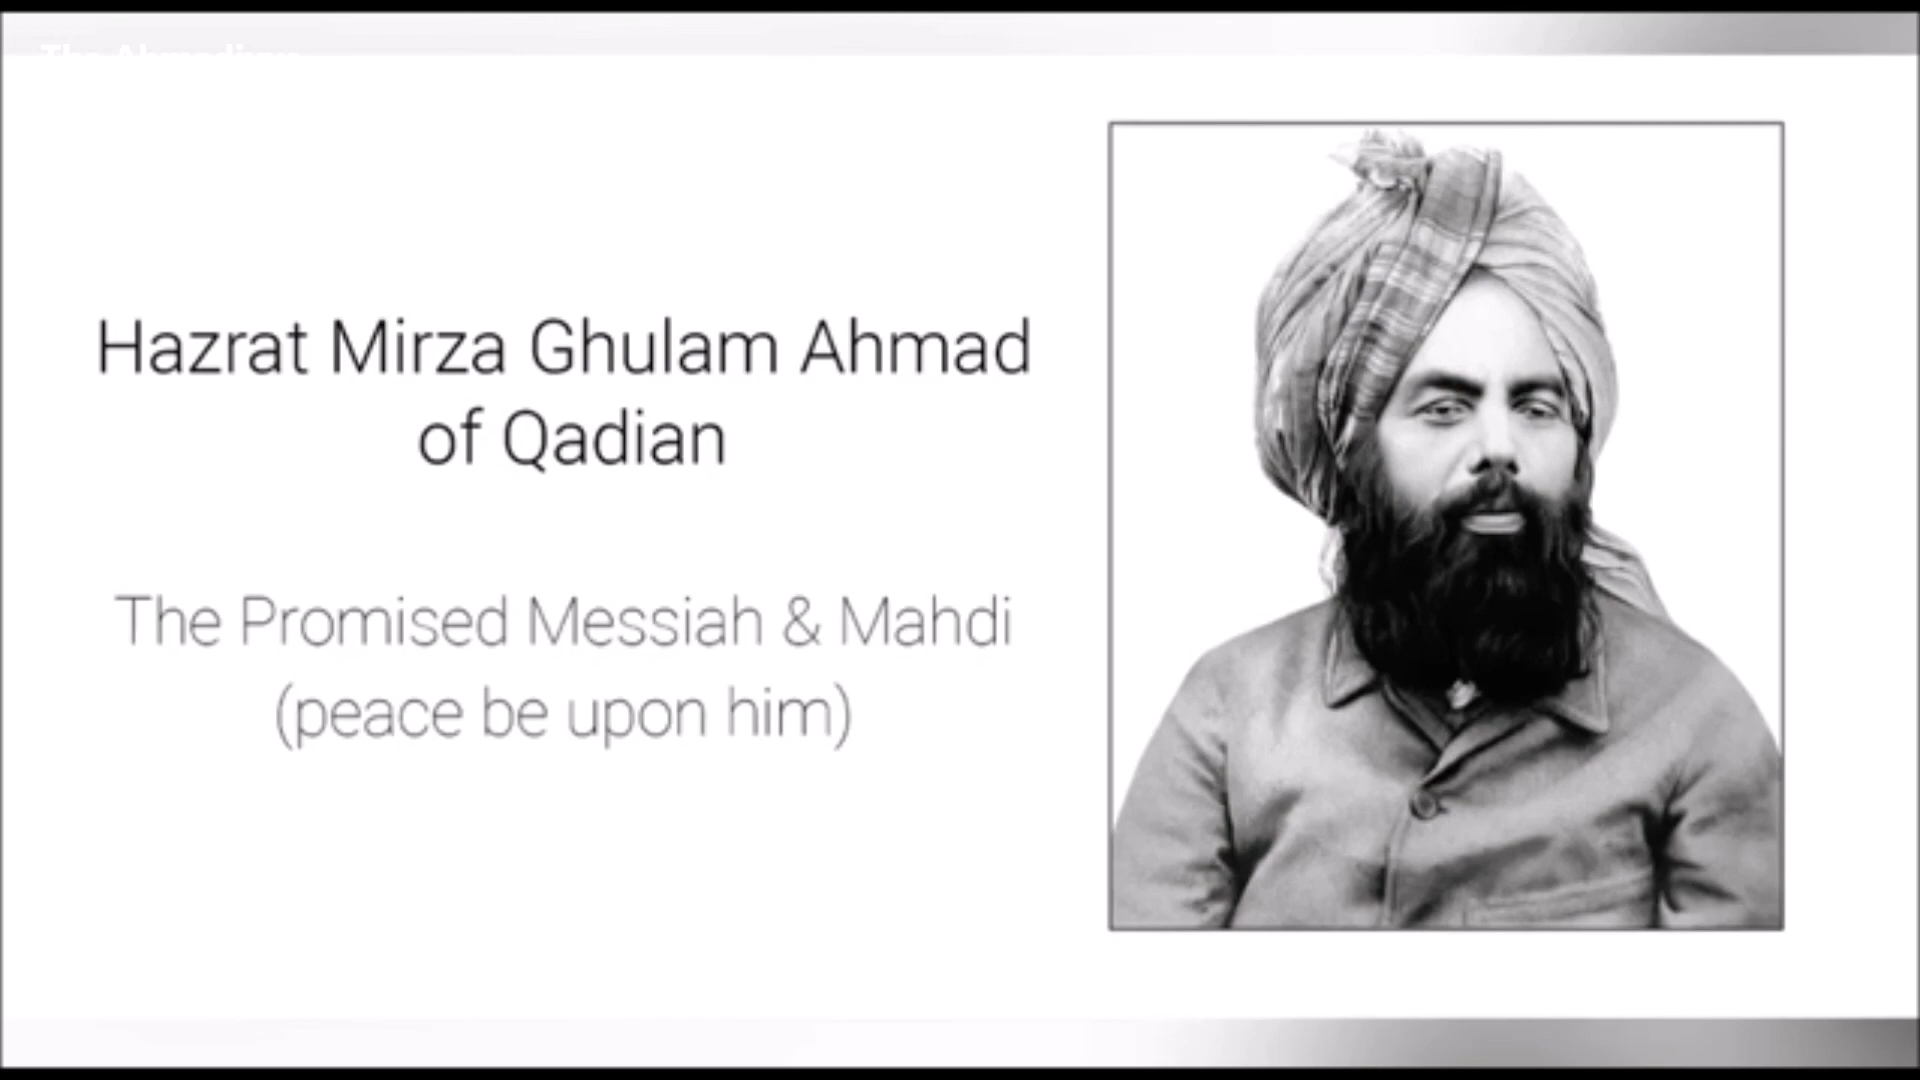 Hazrat Mirza Ghulam Ahmad
of Qadian
The Promised Messiah & Mahdi
(peace be upon him)